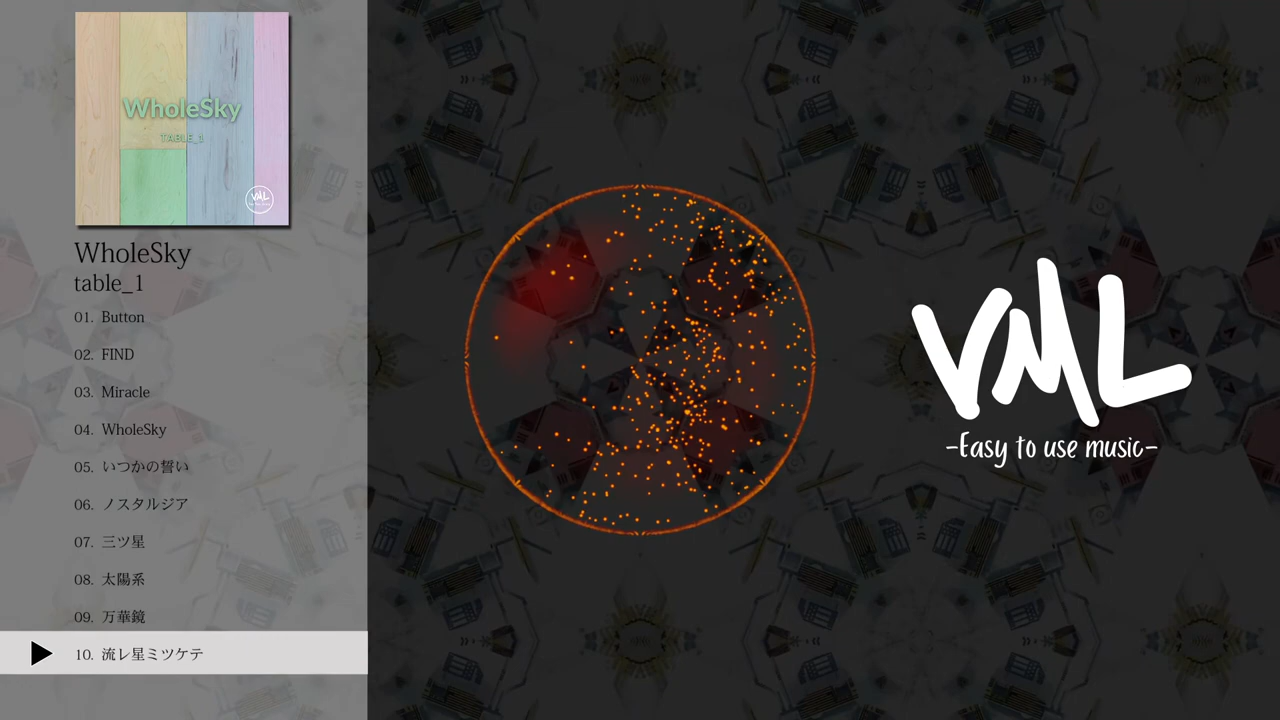 WholeSky
TABLE_1
VML
WholeSky
table_1
01. Button
02. FIND
03. Miracle
04. WholeSky
05. いつかの誓い
06. ノスタルジア
07. 三ツ星
08. 太陽系
09. 万華鏡
10. 流レ星ミツケテ
VML
-Easy to use music-